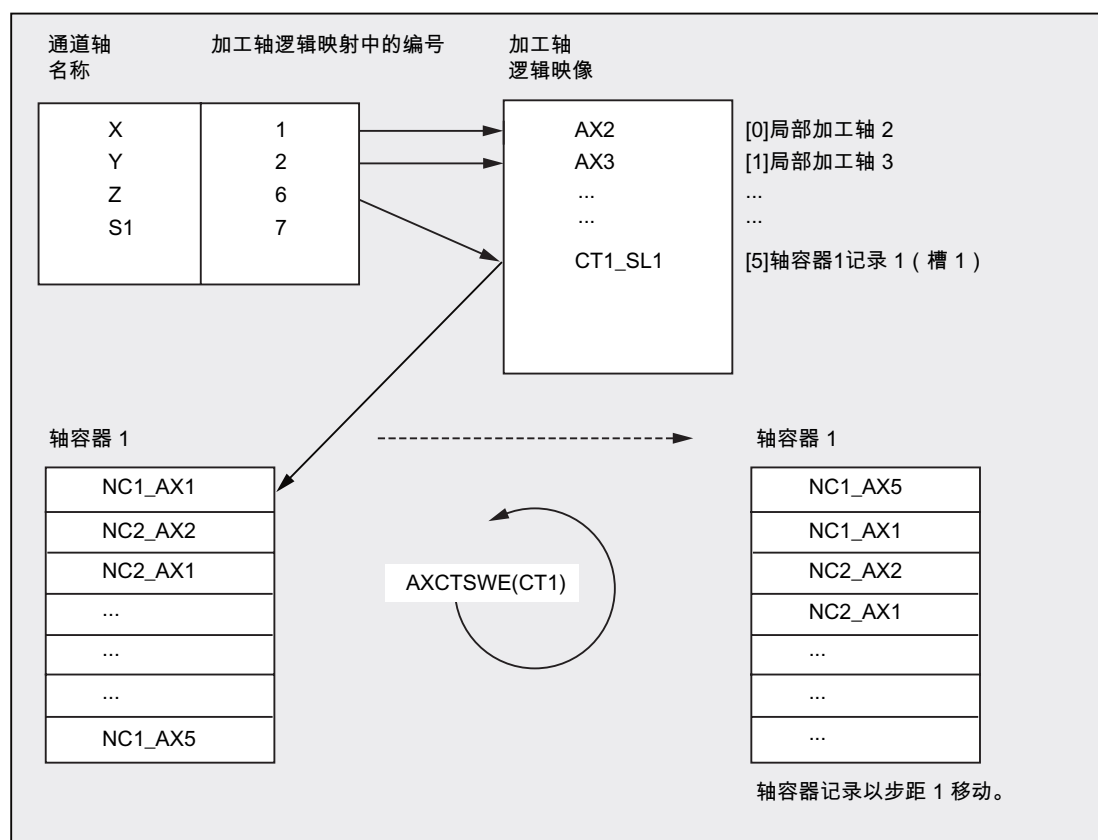 通道轴 加工轴逻辑映射中的编号 加工轴
名称 逻辑映像
X 1 AX2 [0]局部加工轴 2
Y 2 AX3 [1]局部加工轴 3
Z 6 ... ...
S1 7 ... ...
CT1_SL1 [5]轴容器1记录 1（槽 1）
轴容器 1 轴容器 1
NC1_AX1 NC1_AX5
NC2_AX2 NC1_AX1
NC2_AX1 NC2_AX2
AXCTSWE(CT1)
... NC2_AX1
... ...
... ...
NC1_AX5 ...
轴容器记录以步距 1 移动。